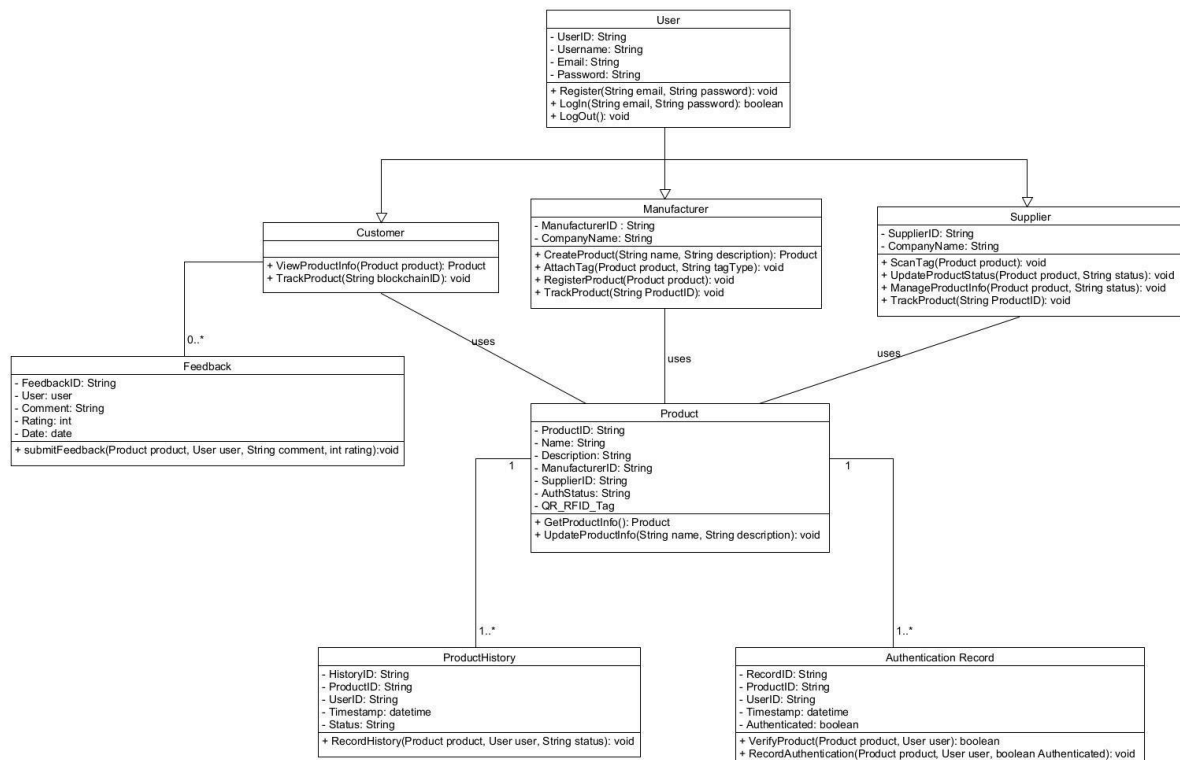 User
- UserID: String
- Username: String
- Email: String
- Password: String
+ Register(String email, String password): void
+ LogIn(String email, String password): boolean
+ LogOut(): void
Customer
+ ViewProductInfo(Product product): Product
+ TrackProduct(String blockchainID): void
Manufacturer
- ManufacturerID : String
- CompanyName: String
+ CreateProduct(String name, String description): Product
+ AttachTag(Product product, String tagType): void
+ RegisterProduct(Product product): void
+ TrackProduct(String ProductID): void
Supplier
- SupplierID: String
- CompanyName: String
+ ScanTag(Product product): void
+ UpdateProductStatus(Product product, String status): void
+ ManageProductInfo(Product product, String status): void
+ TrackProduct(String ProductID): void
0..*
uses
uses
uses
Feedback
- FeedbackID: String
- User: user
- Comment: String
- Rating: int
- Date: date
+ submitFeedback(Product product, User user, String comment, int rating):void
Product
- ProductID: String
- Name: String
- Description: String
- ManufacturerID: String
- SupplierID: String
- AuthStatus: String
- QR_RFID_Tag
+ GetProductInfo(): Product
+ UpdateProductInfo(String name, String description): void
1
1
1..*
1..*
ProductHistory
- HistoryID: String
- ProductID: String
- UserID: String
- Timestamp: datetime
- Status: String
+ RecordHistory(Product product, User user, String status): void
Authentication Record
- RecordID: String
- ProductID: String
- UserID: String
- Timestamp: datetime
- Authenticated: boolean
+ VerifyProduct(Product product, User user): boolean
+ RecordAuthentication(Product product, User user, boolean Authenticated): void